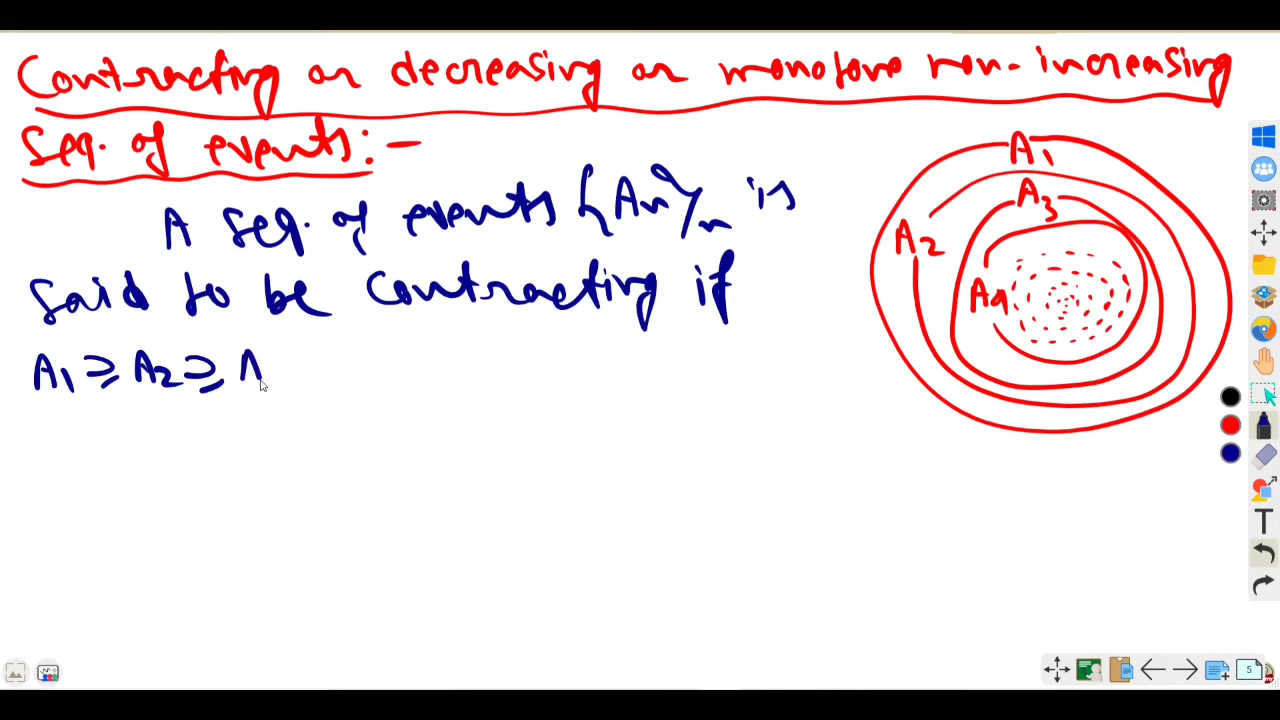 Contracting or decreasing or monotone non-increasing
seq. of events:-
A seq. of events {An}n is
said to be contracting if
A1 ⊇ A2 ⊇ A
A1
A3
A2
A4
5